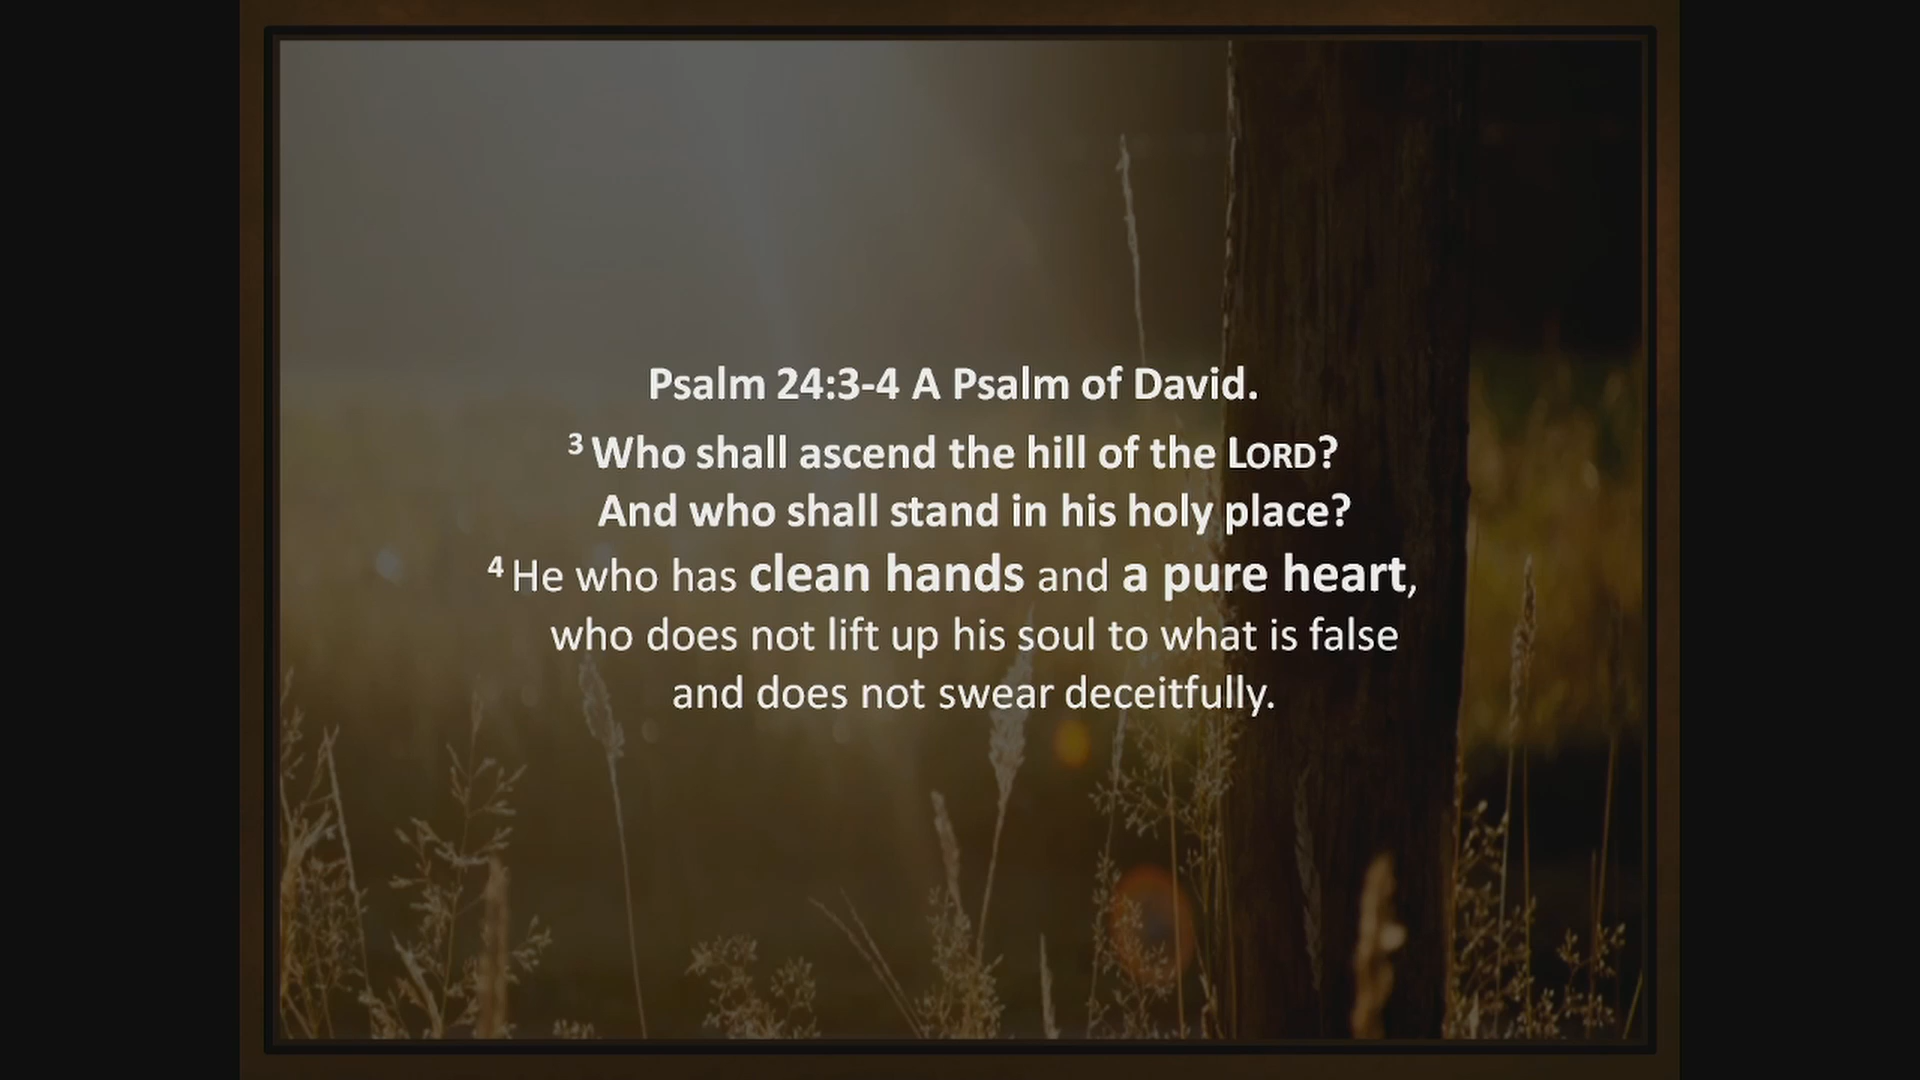 Psalm 24:3-4 A Psalm of David.
3 Who shall ascend the hill of the LORD?
And who shall stand in his holy place?
4 He who has clean hands and a pure heart,
who does not lift up his soul to what is false
and does not swear deceitfully.